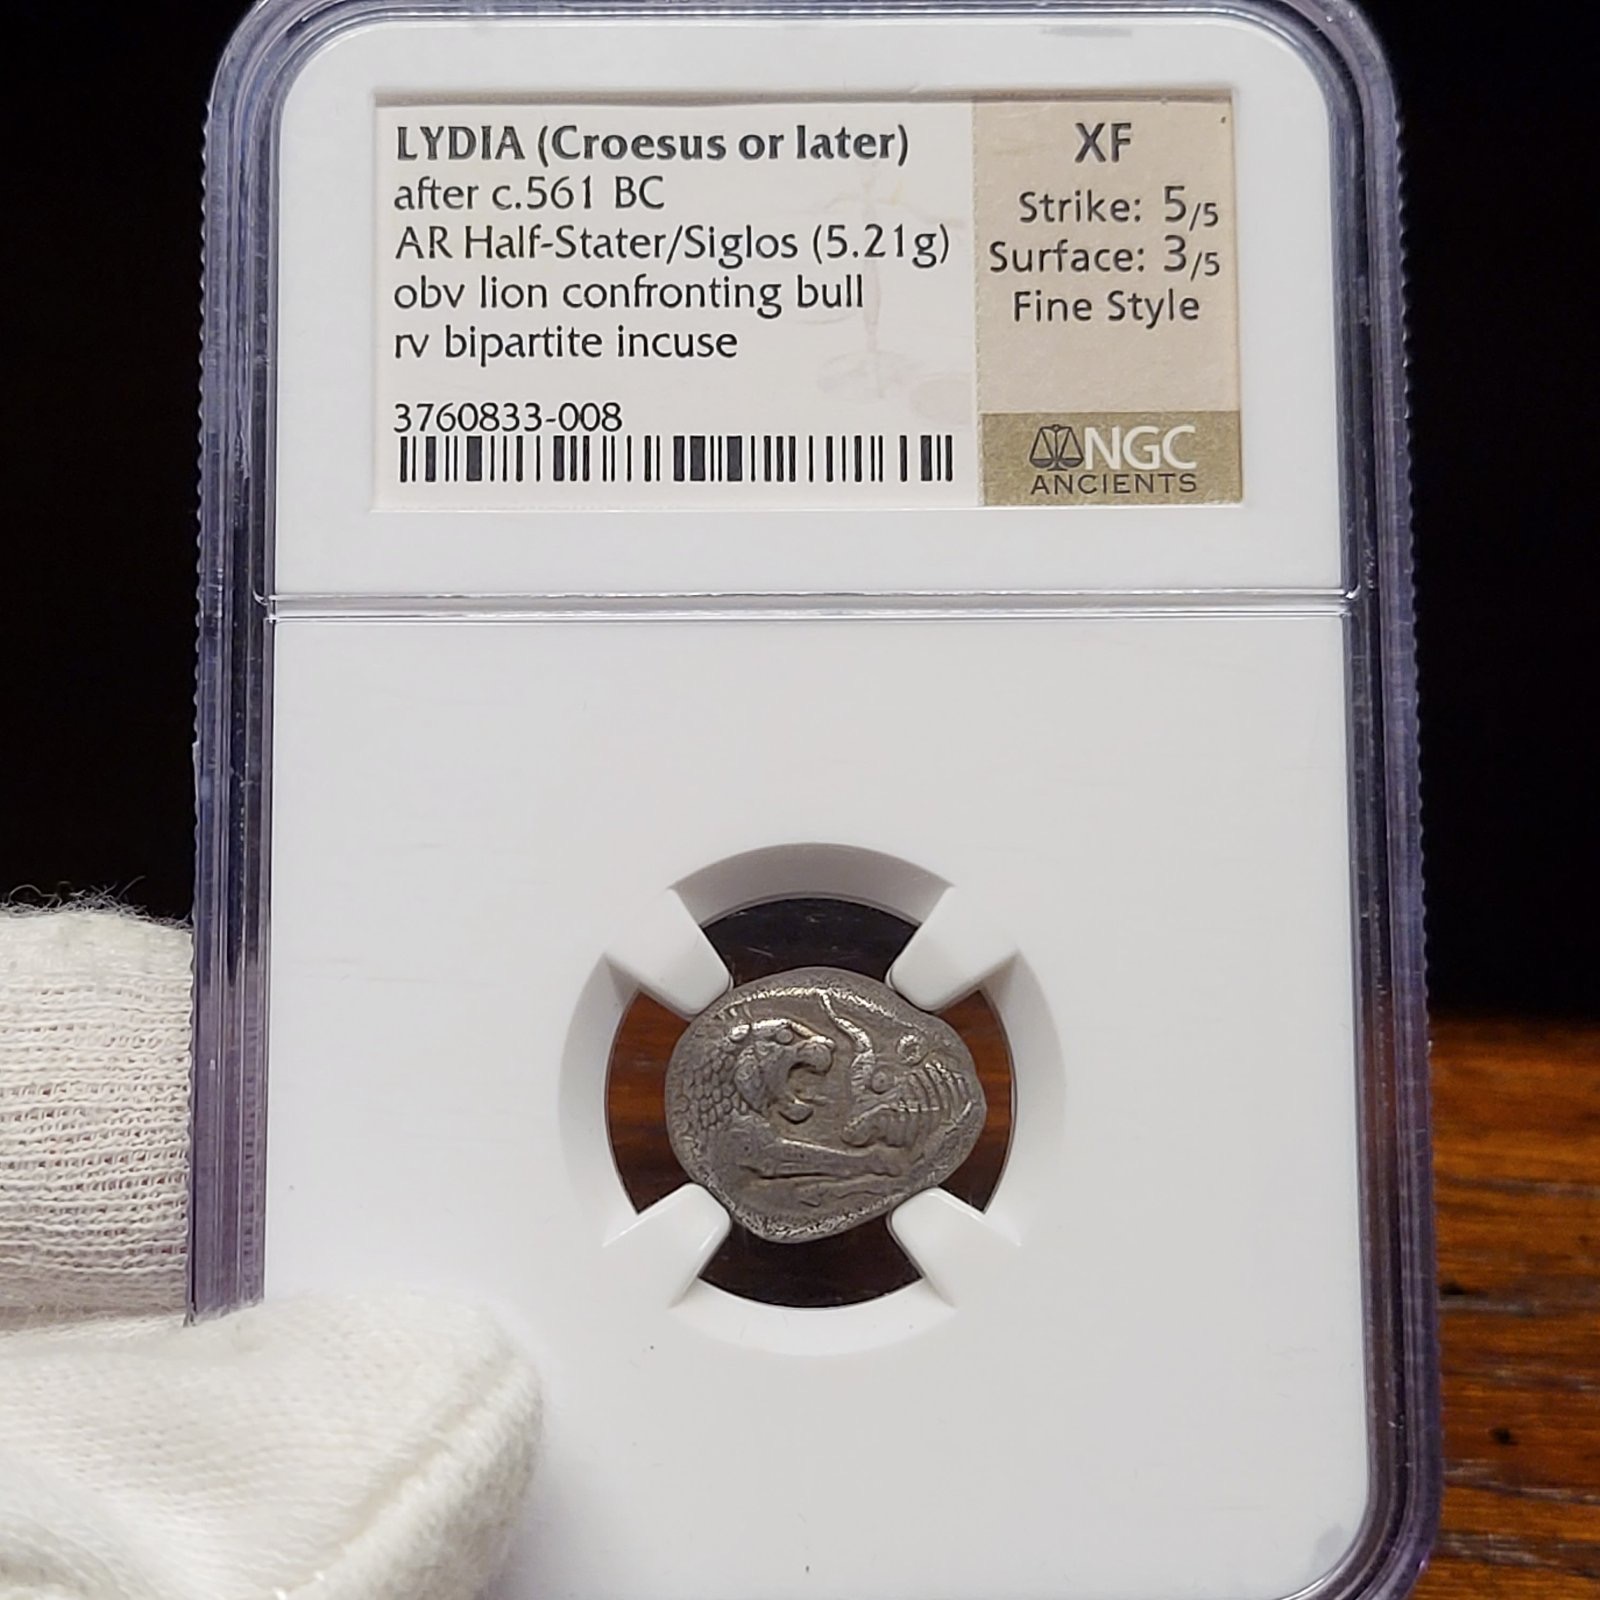 LYDIA (Croesus or later)
after c.561 BC
AR Half-Stater/Siglos (5.21g)
obv lion confronting bull
rv bipartite incuse
3760833-008
XF
Strike: 5/5
Surface: 3/5
Fine Style
NGC
ANCIENTS